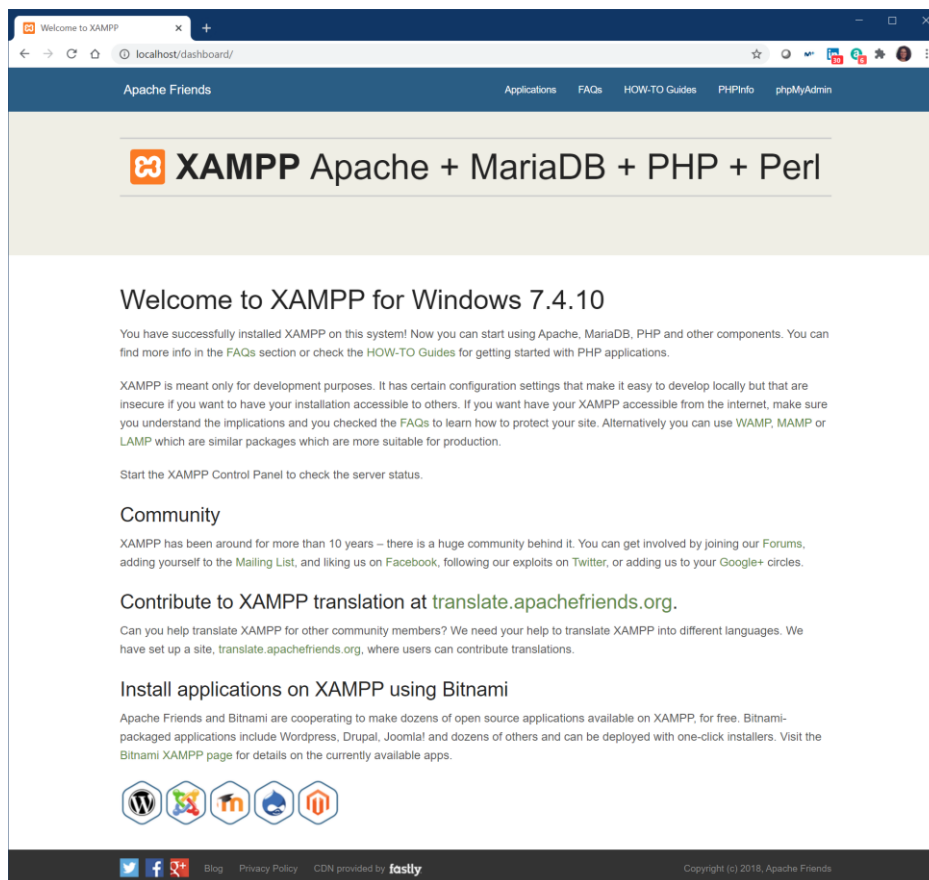 Welcome to XAMPP
localhost/dashboard/
30
6
Apache Friends
Applications
FAQs
HOW-TO Guides
PHPInfo
phpMyAdmin
XAMPP Apache + MariaDB + PHP + Perl
Welcome to XAMPP for Windows 7.4.10
You have successfully installed XAMPP on this system! Now you can start using Apache, MariaDB, PHP and other components. You can
find more info in the FAQs section or check the HOW-TO Guides for getting started with PHP applications.
XAMPP is meant only for development purposes. It has certain configuration settings that make it easy to develop locally but that are
insecure if you want to have your installation accessible to others. If you want have your XAMPP accessible from the internet, make sure
you understand the implications and you checked the FAQs to learn how to protect your site. Alternatively you can use WAMP, MAMP or
LAMP which are similar packages which are more suitable for production.
Start the XAMPP Control Panel to check the server status.
Community
XAMPP has been around for more than 10 years – there is a huge community behind it. You can get involved by joining our Forums,
adding yourself to the Mailing List, and liking us on Facebook, following our exploits on Twitter, or adding us to your Google+ circles.
Contribute to XAMPP translation at translate.apachefriends.org.
Can you help translate XAMPP for other community members? We need your help to translate XAMPP into different languages. We
have set up a site, translate.apachefriends.org, where users can contribute translations.
Install applications on XAMPP using Bitnami
Apache Friends and Bitnami are cooperating to make dozens of open source applications available on XAMPP, for free. Bitnami-
packaged applications include Wordpress, Drupal, Joomla! and dozens of others and can be deployed with one-click installers. Visit the
Bitnami XAMPP page for details on the currently available apps.
Blog
Privacy Policy
CDN provided by fastly
Copyright (c) 2018, Apache Friends